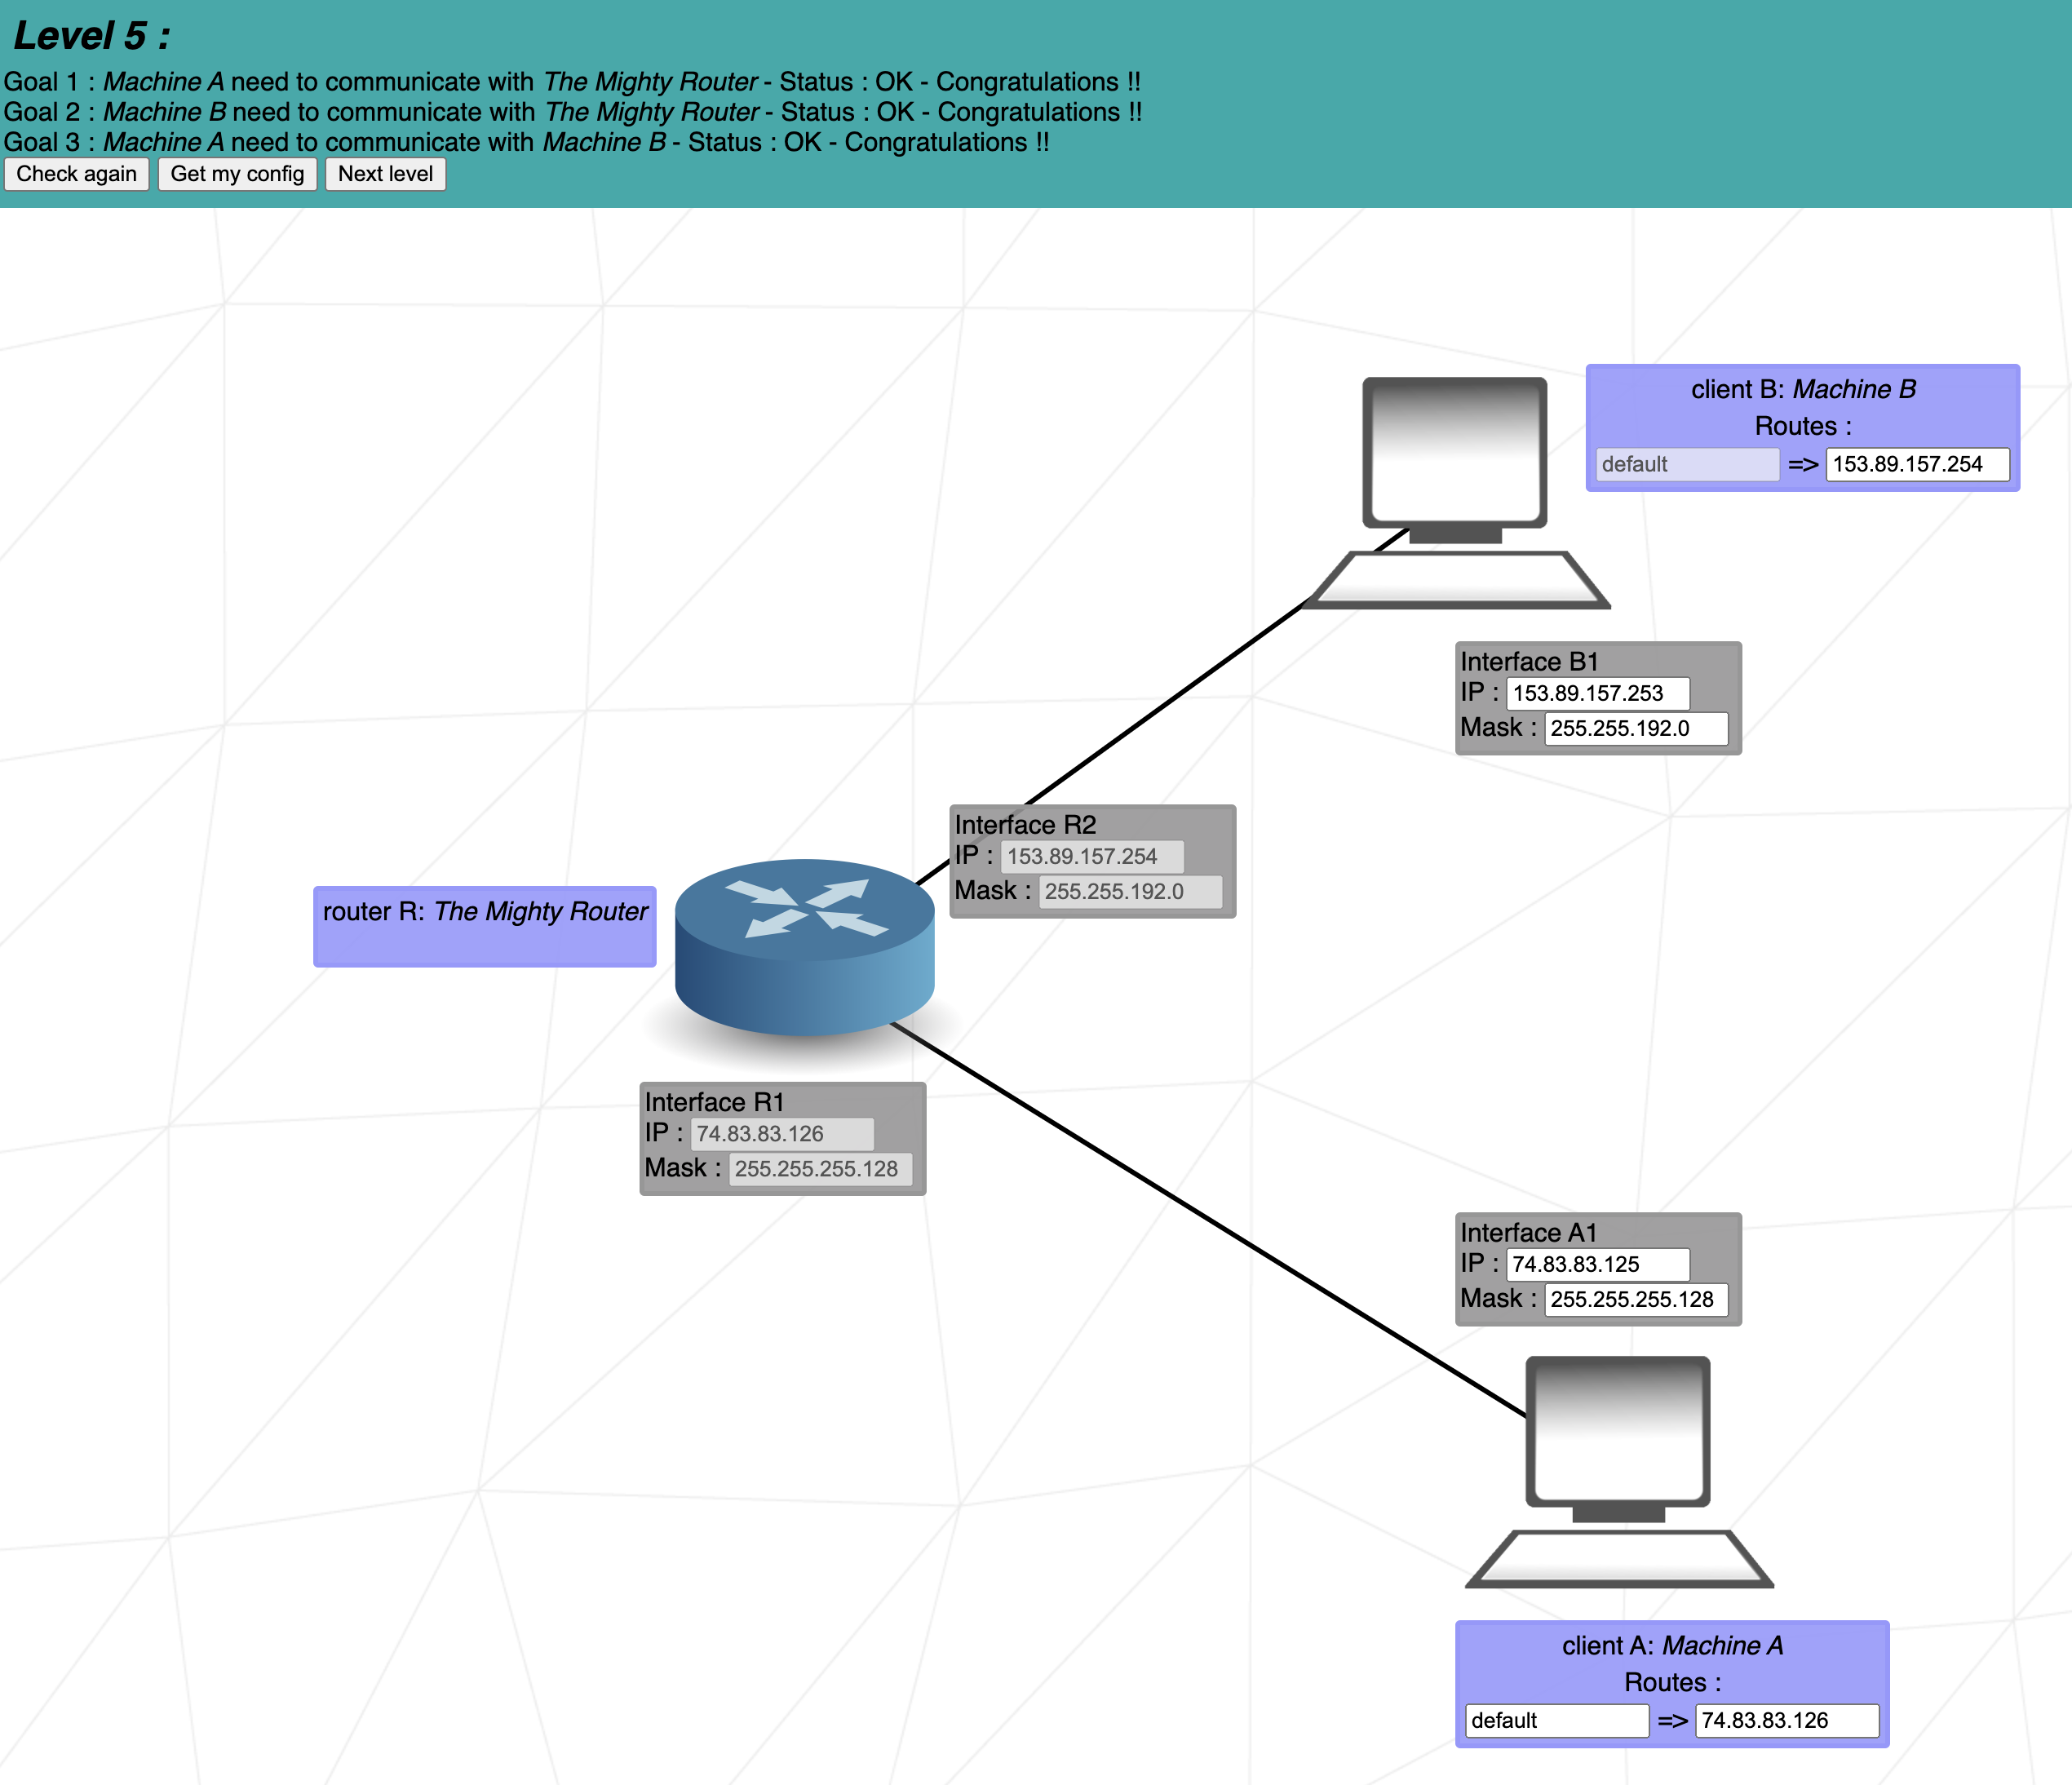 Level 5 :
Goal 1 : Machine A need to communicate with The Mighty Router - Status : OK - Congratulations !!
Goal 2 : Machine B need to communicate with The Mighty Router - Status : OK - Congratulations !!
Goal 3 : Machine A need to communicate with Machine B - Status : OK - Congratulations !!
Check again Get my config Next level
client B: Machine B
Routes :
default => 153.89.157.254
Interface B1
IP : 153.89.157.253
Mask : 255.255.192.0
Interface R2
IP : 153.89.157.254
Mask : 255.255.192.0
router R: The Mighty Router
Interface R1
IP : 74.83.83.126
Mask : 255.255.255.128
Interface A1
IP : 74.83.83.125
Mask : 255.255.255.128
client A: Machine A
Routes :
default => 74.83.83.126